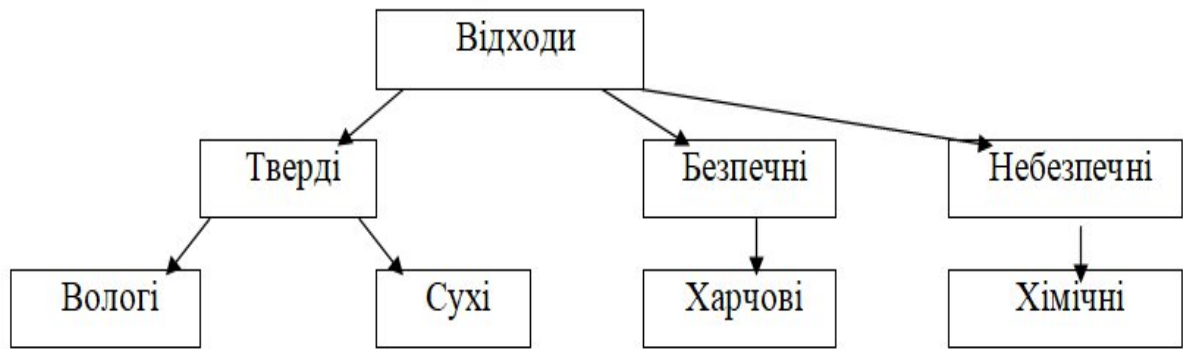 Відходи
Тверді
Безпечні
Небезпечні
Вологі
Сухі
Харчові
Хімічні